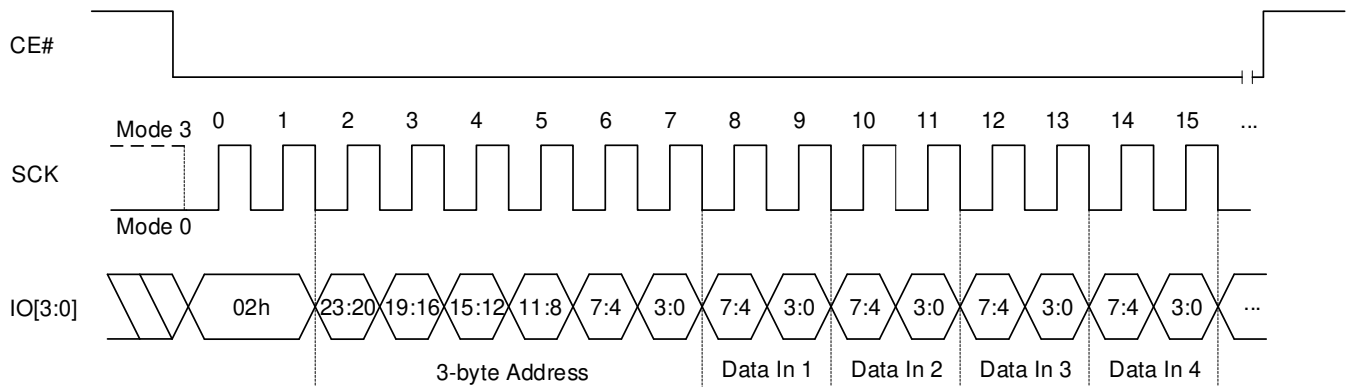 CE#
Mode 3 0 1 2 3 4 5 6 7 8 9 10 11 12 13 14 15 ...
SCK
Mode 0
IO[3:0] 02h 23:20 19:16 15:12 11:8 7:4 3:0 7:4 3:0 7:4 3:0 7:4 3:0 7:4 3:0 ...
3-byte Address Data In 1 Data In 2 Data In 3 Data In 4